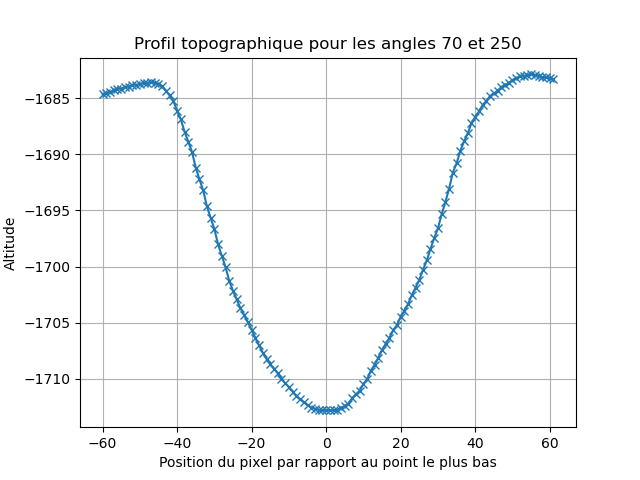 Profil topographique pour les angles 70 et 250
Altitude
−1685
−1690
−1695
−1700
−1705
−1710
−60 −40 −20 0 20 40 60
Position du pixel par rapport au point le plus bas